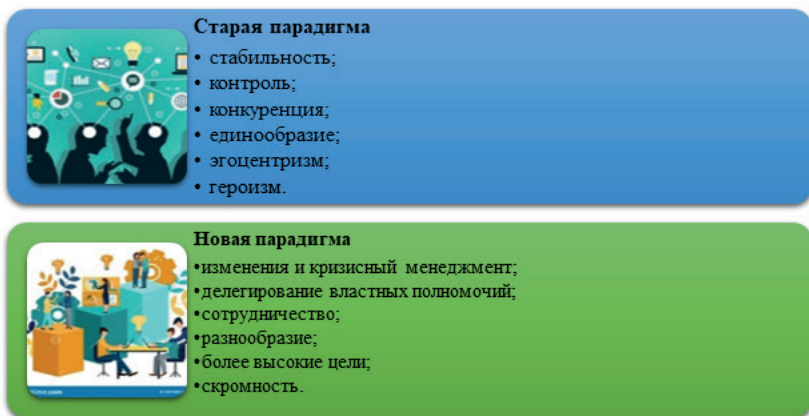 Старая парадигма
• стабильность;
• контроль;
• конкуренция;
• единообразие;
• эгоцентризм;
• героизм.
Новая парадигма
•изменения и кризисный менеджмент;
•делегирование властных полномочий;
•сотрудничество;
•разнообразие;
•более высокие цели;
•скромность.